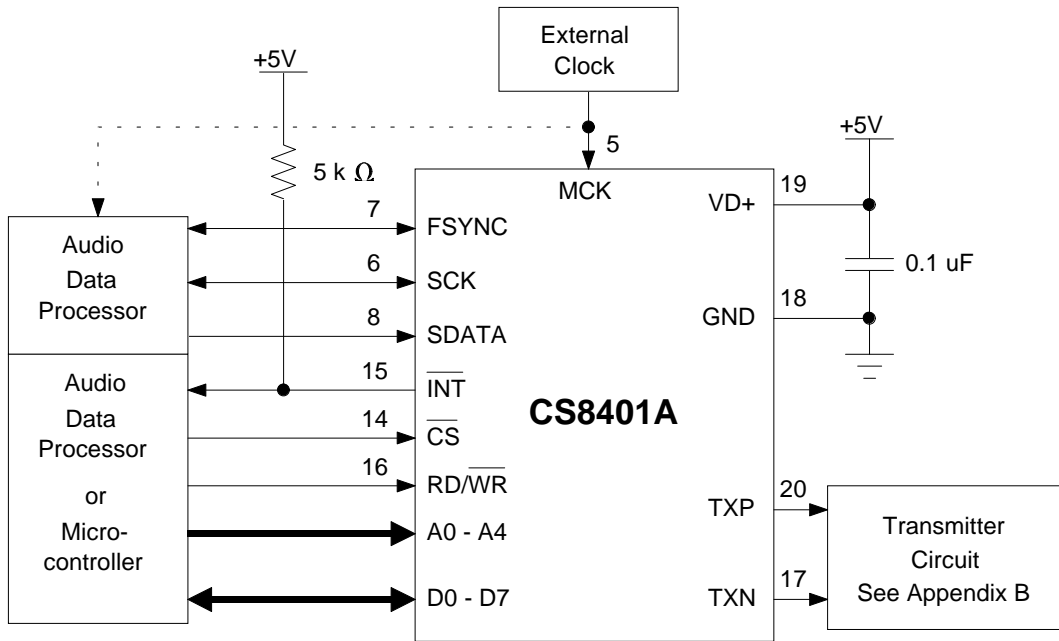 External
Clock
+5V
+5V
5
5 k Ω
MCK
19
VD+
7
FSYNC
Audio
Data
Processor
6
SCK
0.1 uF
18
GND
8
SDATA
15
INT
Audio
Data
Processor
or
Micro-
controller
CS8401A
14
CS
16
RD/WR
20
TXP
A0 - A4
Transmitter
Circuit
See Appendix B
17
TXN
D0 - D7